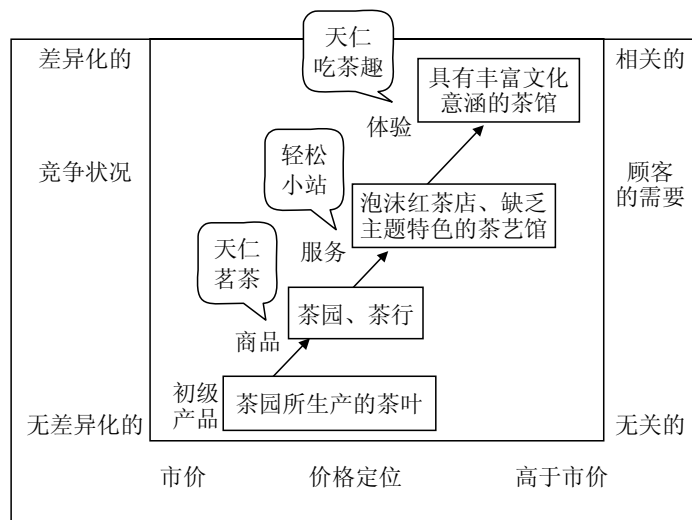 差异化的
天仁
吃茶趣
具有丰富文化
意涵的茶馆
相关的
体验
竞争状况
轻松
小站
顾客
的需要
泡沫红茶店、缺乏
主题特色的茶艺馆
服务
天仁
茗茶
茶园、茶行
商品
初级
产品
茶园所生产的茶叶
无差异化的
无关的
市价
价格定位
高于市价